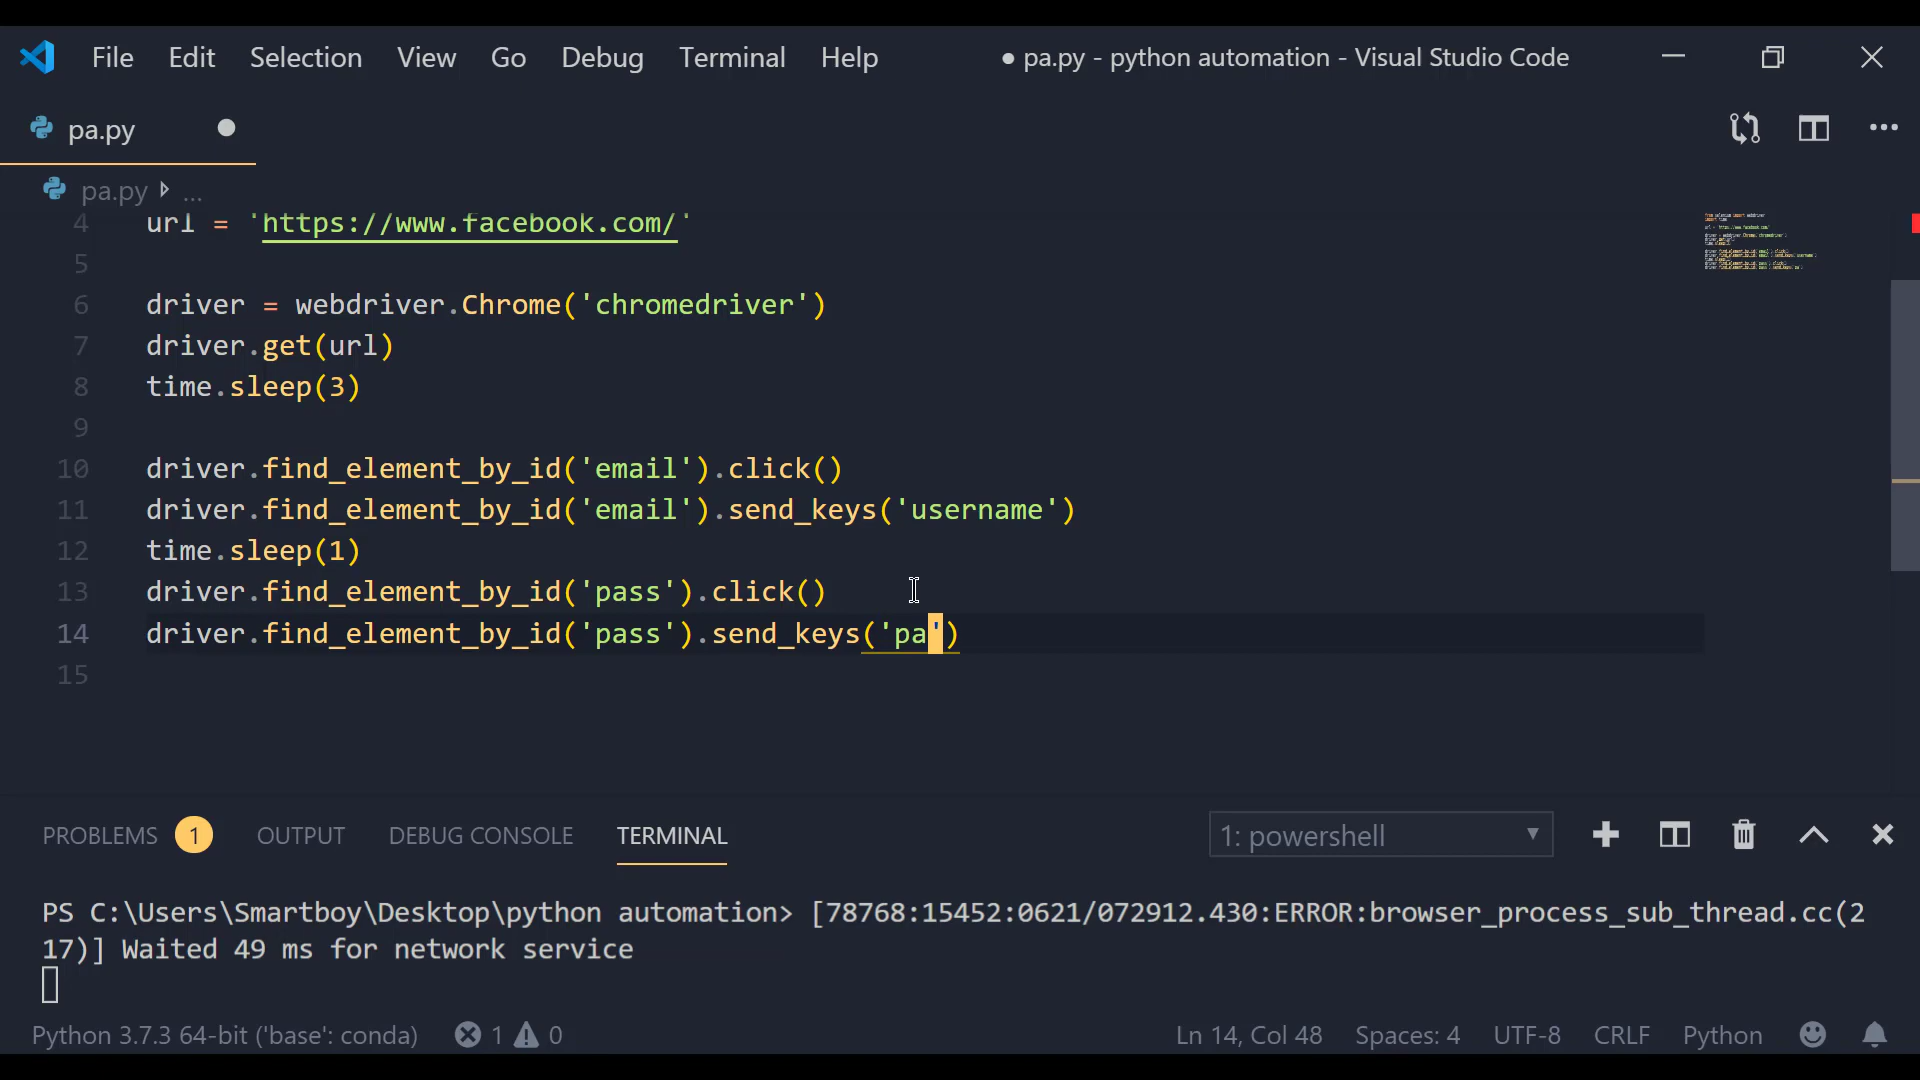 File Edit Selection View Go Debug Terminal Help ● pa.py - python automation - Visual Studio Code
pa.py
pa.py ...
4 url = 'https://www.facebook.com/'
5
6 driver = webdriver.Chrome('chromedriver')
7 driver.get(url)
8 time.sleep(3)
9
10 driver.find_element_by_id('email').click()
11 driver.find_element_by_id('email').send_keys('username')
12 time.sleep(1)
13 driver.find_element_by_id('pass').click()
14 driver.find_element_by_id('pass').send_keys('pa')
15
PROBLEMS 1 OUTPUT DEBUG CONSOLE TERMINAL 1: powershell
PS C:\Users\Smartboy\Desktop\python automation> [78768:15452:0621/072912.430:ERROR:browser_process_sub_thread.cc(2
17)] Waited 49 ms for network service
Python 3.7.3 64-bit ('base': conda) 1 0 Ln 14, Col 48 Spaces: 4 UTF-8 CRLF Python